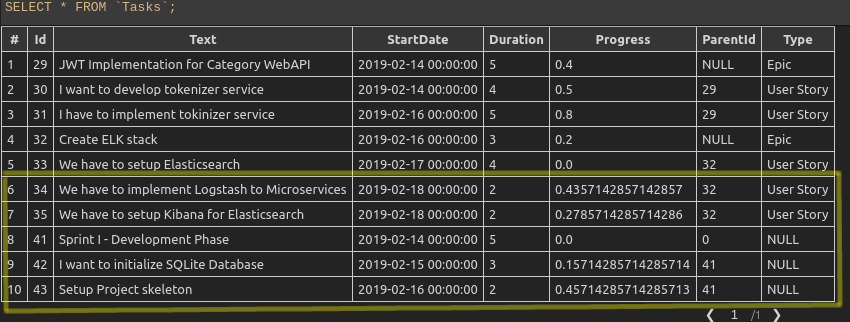 SELECT * FROM `Tasks`;
# Id Text StartDate Duration Progress ParentId Type
1 29 JWT Implementation for Category WebAPI 2019-02-14 00:00:00 5 0.4 NULL Epic
2 30 I want to develop tokenizer service 2019-02-14 00:00:00 4 0.5 29 User Story
3 31 I have to implement tokinizer service 2019-02-16 00:00:00 5 0.8 29 User Story
4 32 Create ELK stack 2019-02-16 00:00:00 3 0.2 NULL Epic
5 33 We have to setup Elasticsearch 2019-02-17 00:00:00 4 0.0 32 User Story
6 34 We have to implement Logstash to Microservices 2019-02-18 00:00:00 2 0.4357142857142857 32 User Story
7 35 We have to setup Kibana for Elasticsearch 2019-02-18 00:00:00 2 0.2785714285714286 32 User Story
8 41 Sprint I - Development Phase 2019-02-14 00:00:00 5 0.0 0 NULL
9 42 I want to initialize SQLite Database 2019-02-15 00:00:00 3 0.15714285714285714 41 NULL
10 43 Setup Project skeleton 2019-02-16 00:00:00 2 0.45714285714285713 41 NULL
❮ 1 /1 ❯